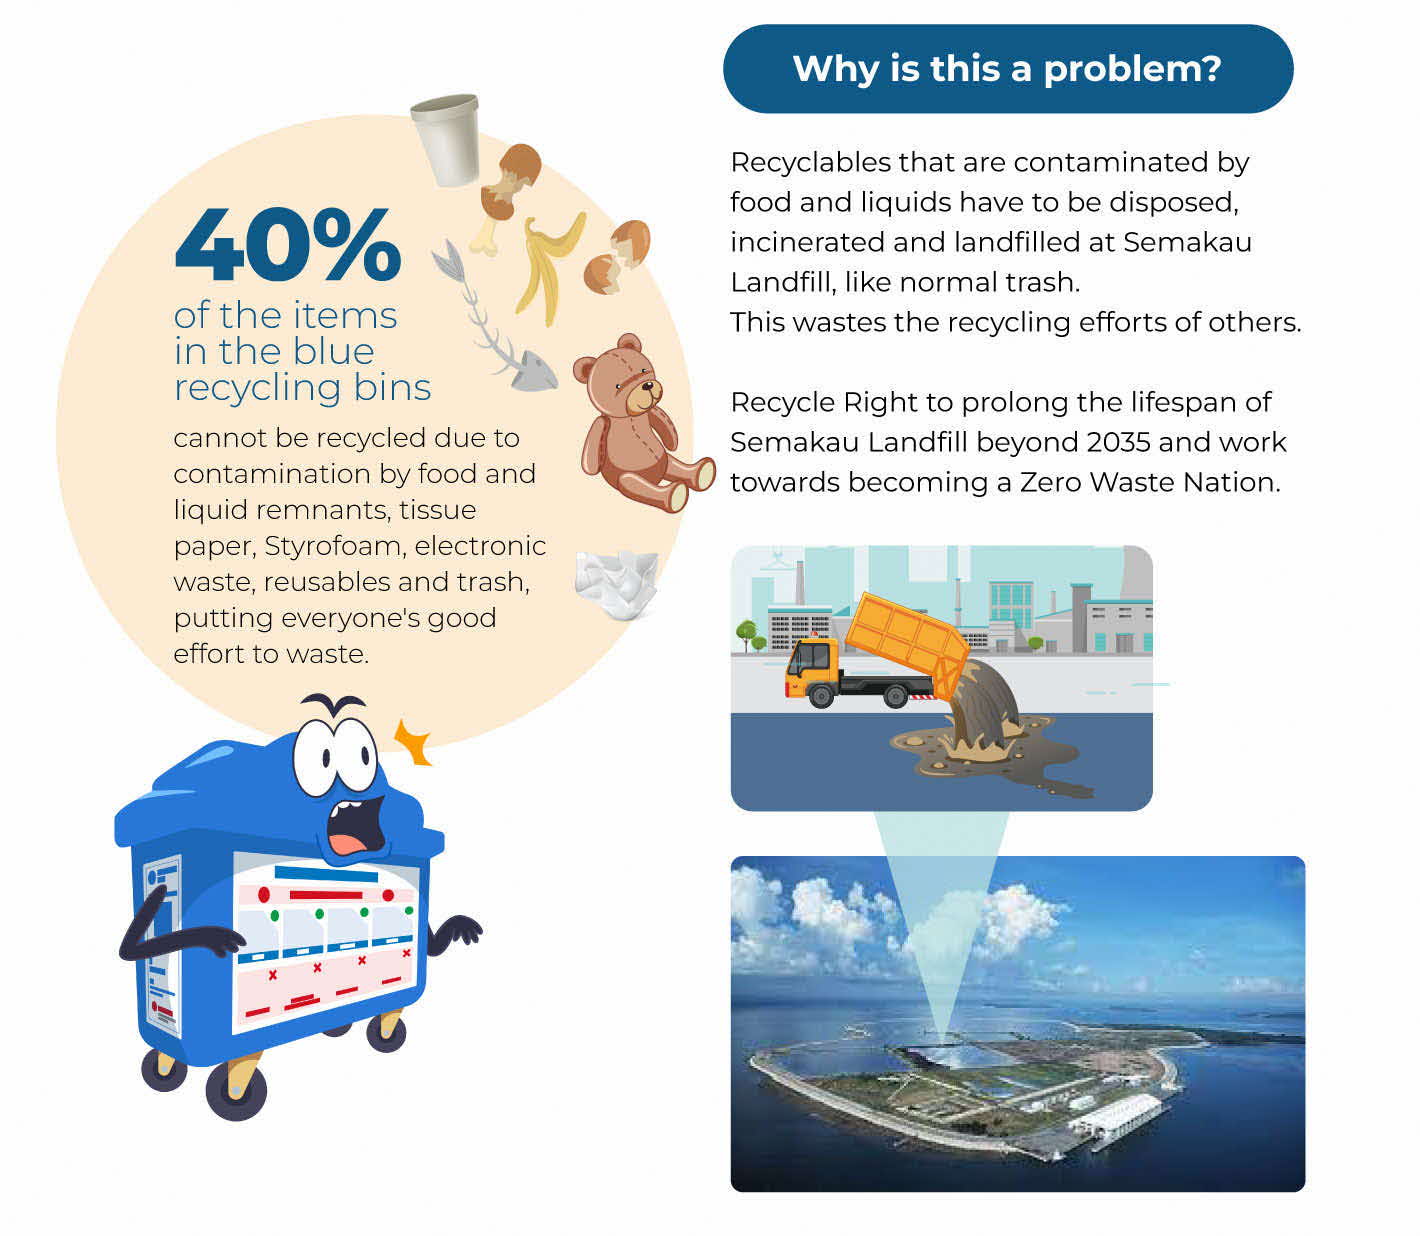 40%
of the items
in the blue
recycling bins
cannot be recycled due to
contamination by food and
liquid remnants, tissue
paper, Styrofoam, electronic
waste, reusables and trash,
putting everyone's good
effort to waste.
Why is this a problem?
Recyclables that are contaminated by
food and liquids have to be disposed,
incinerated and landfilled at Semakau
Landfill, like normal trash.
This wastes the recycling efforts of others.
Recycle Right to prolong the lifespan of
Semakau Landfill beyond 2035 and work
towards becoming a Zero Waste Nation.